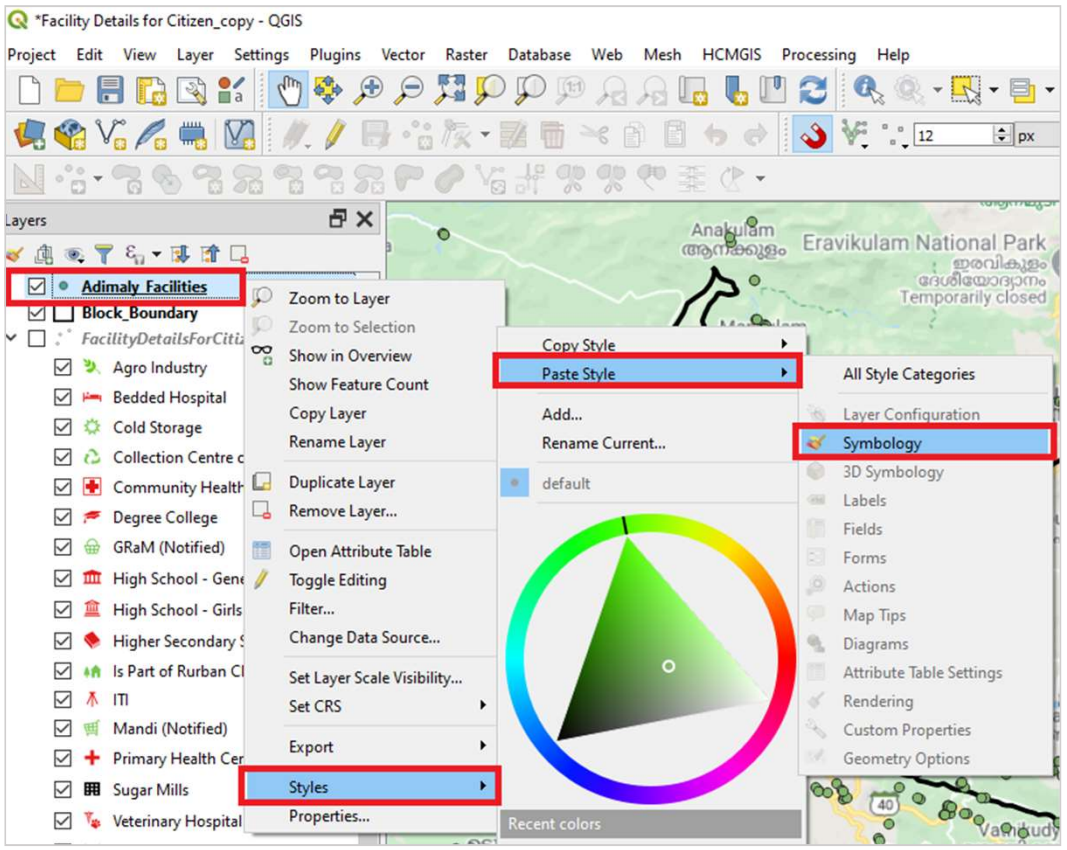 *Facility Details for Citizen_copy - QGIS
Project Edit View Layer Settings Plugins Vector Raster Database Web Mesh HCMGIS Processing Help
12 px
Layers
Adimaly_Facilities
Block_Boundary
FacilityDetailsForCitiz
Agro Industry
Bedded Hospital
Cold Storage
Collection Centre c
Community Health
Degree College
GRaM (Notified)
High School - Gene
High School - Girls
Higher Secondary S
Is Part of Rurban Cl
ITI
Mandi (Notified)
Primary Health Cen
Sugar Mills
Veterinary Hospital
Zoom to Layer
Zoom to Selection
Show in Overview
Show Feature Count
Copy Layer
Rename Layer
Duplicate Layer
Remove Layer...
Open Attribute Table
Toggle Editing
Filter...
Change Data Source...
Set Layer Scale Visibility...
Set CRS
Export
Styles
Properties...
Copy Style
Paste Style
Add...
Rename Current...
default
Recent colors
All Style Categories
Layer Configuration
Symbology
3D Symbology
Labels
Fields
Forms
Actions
Map Tips
Diagrams
Attribute Table Settings
Rendering
Custom Properties
Geometry Options
Anakulam
ആനക്കുളം
Eravikulam National Park
ഇരവികുളം
ദേശീയോദ്യാനം
Temporarily closed
40